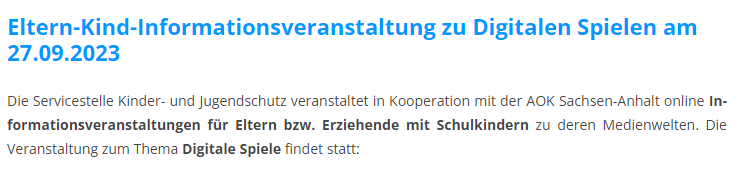 Eltern-Kind-Informationsveranstaltung zu Digitalen Spielen am
27.09.2023
Die Servicestelle Kinder- und Jugendschutz veranstaltet in Kooperation mit der AOK Sachsen-Anhalt online In-
formationsveranstaltungen für Eltern bzw. Erziehende mit Schulkindern zu deren Medienwelten. Die
Veranstaltung zum Thema Digitale Spiele findet statt: